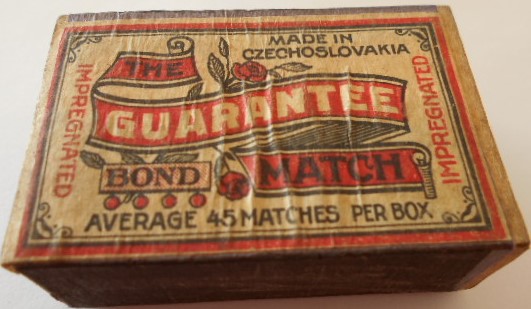 MADE IN
CZECHOSLOVAKIA
THE
GUARANTEE
BOND MATCH
AVERAGE 45 MATCHES PER BOX
IMPREGNATED
IMPREGNATED